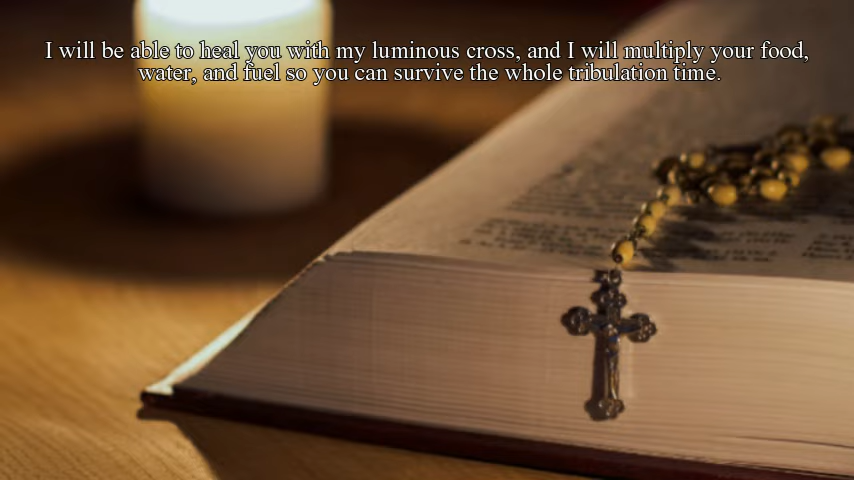 I will be able to heal you with my luminous cross, and I will multiply your food,
water, and fuel so you can survive the whole tribulation time.